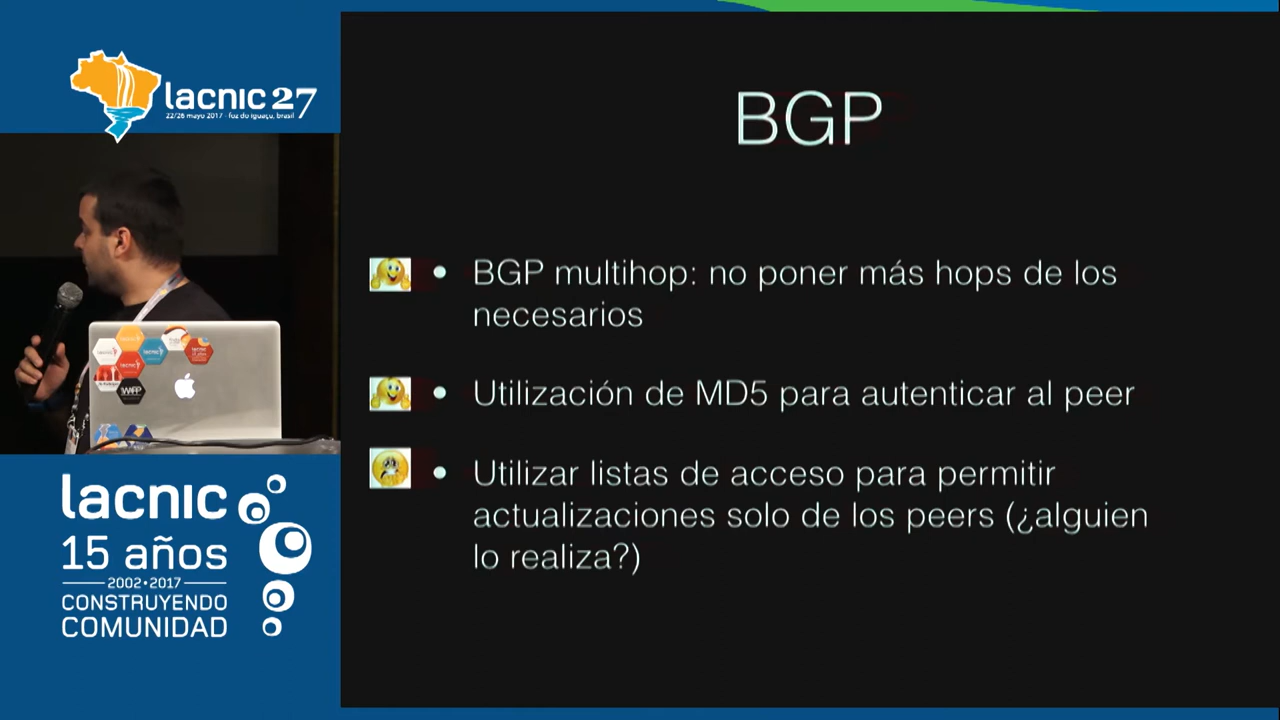 lacnic 27
22/26 mayo 2017 - foz do iguaçu, brasil
BGP
• BGP multihop: no poner más hops de los
necesarios
• Utilización de MD5 para autenticar al peer
• Utilizar listas de acceso para permitir
actualizaciones solo de los peers (¿alguien
lo realiza?)
lacnic
15 años
2002•2017
CONSTRUYENDO
COMUNIDAD